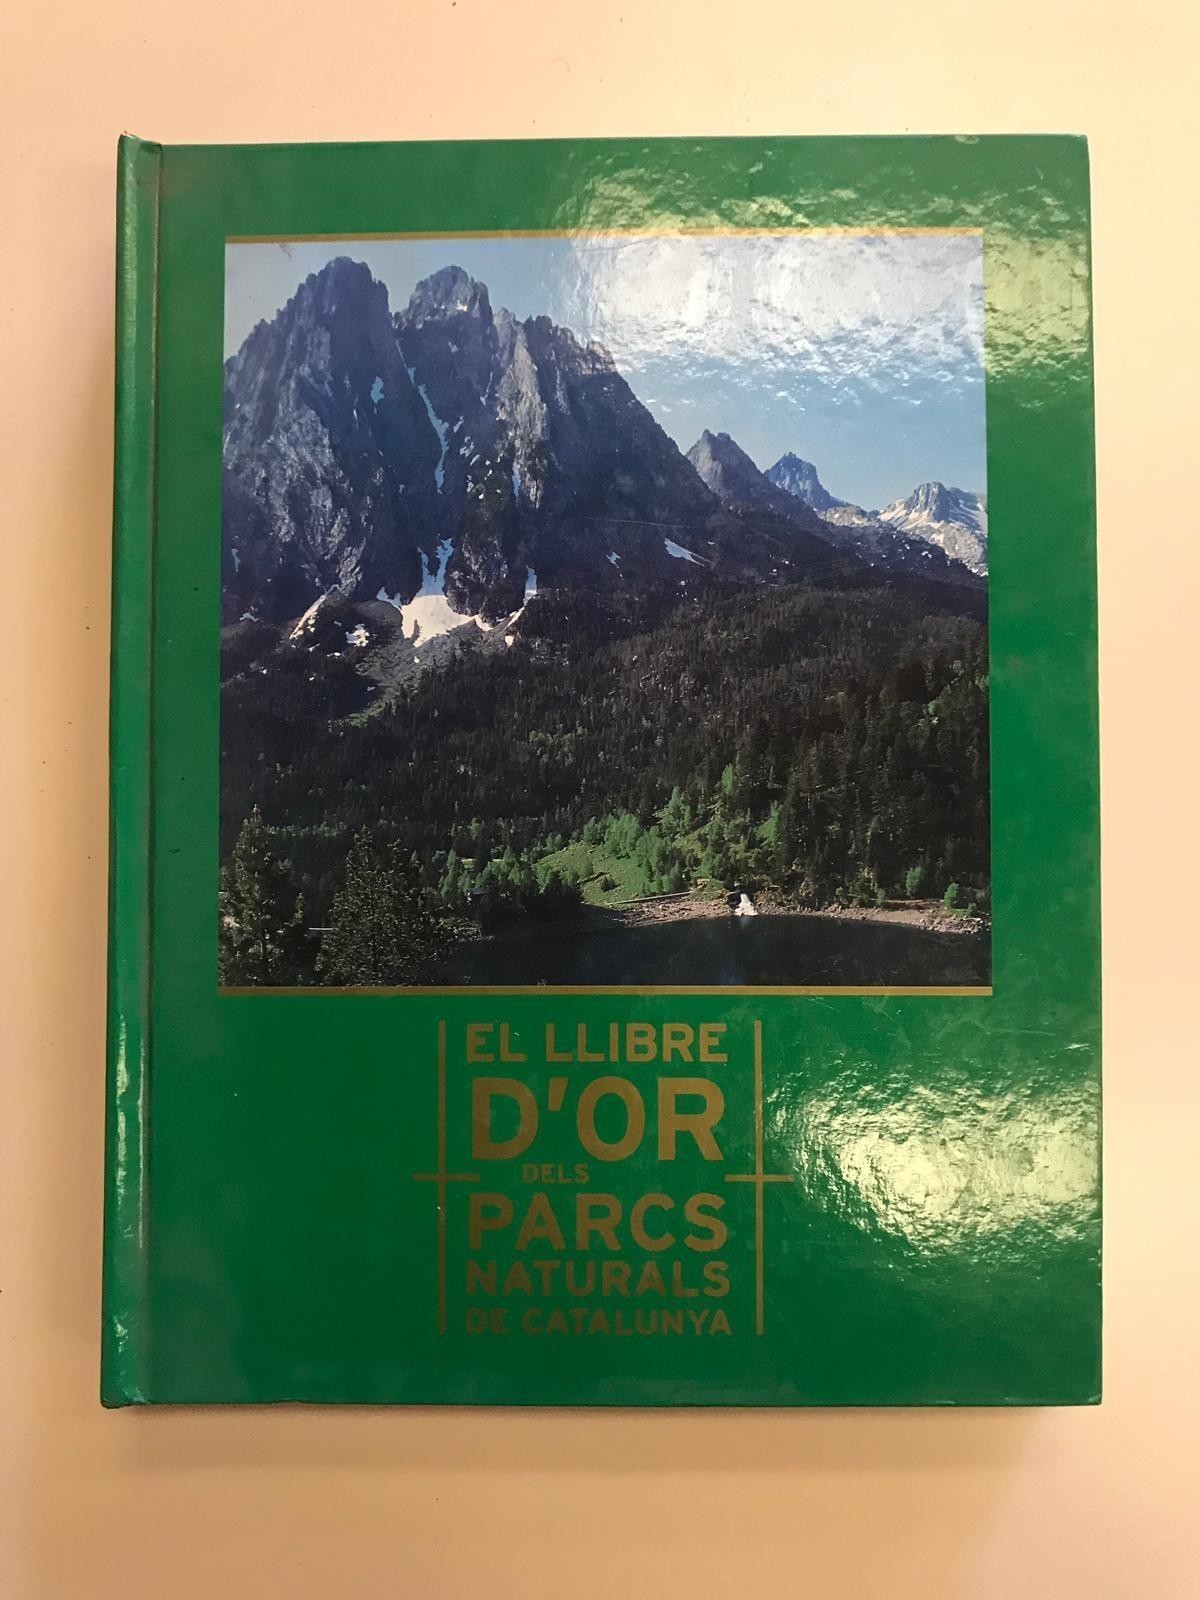 EL LLIBRE
D'OR
DELS
PARCS
NATURALS
DE CATALUNYA